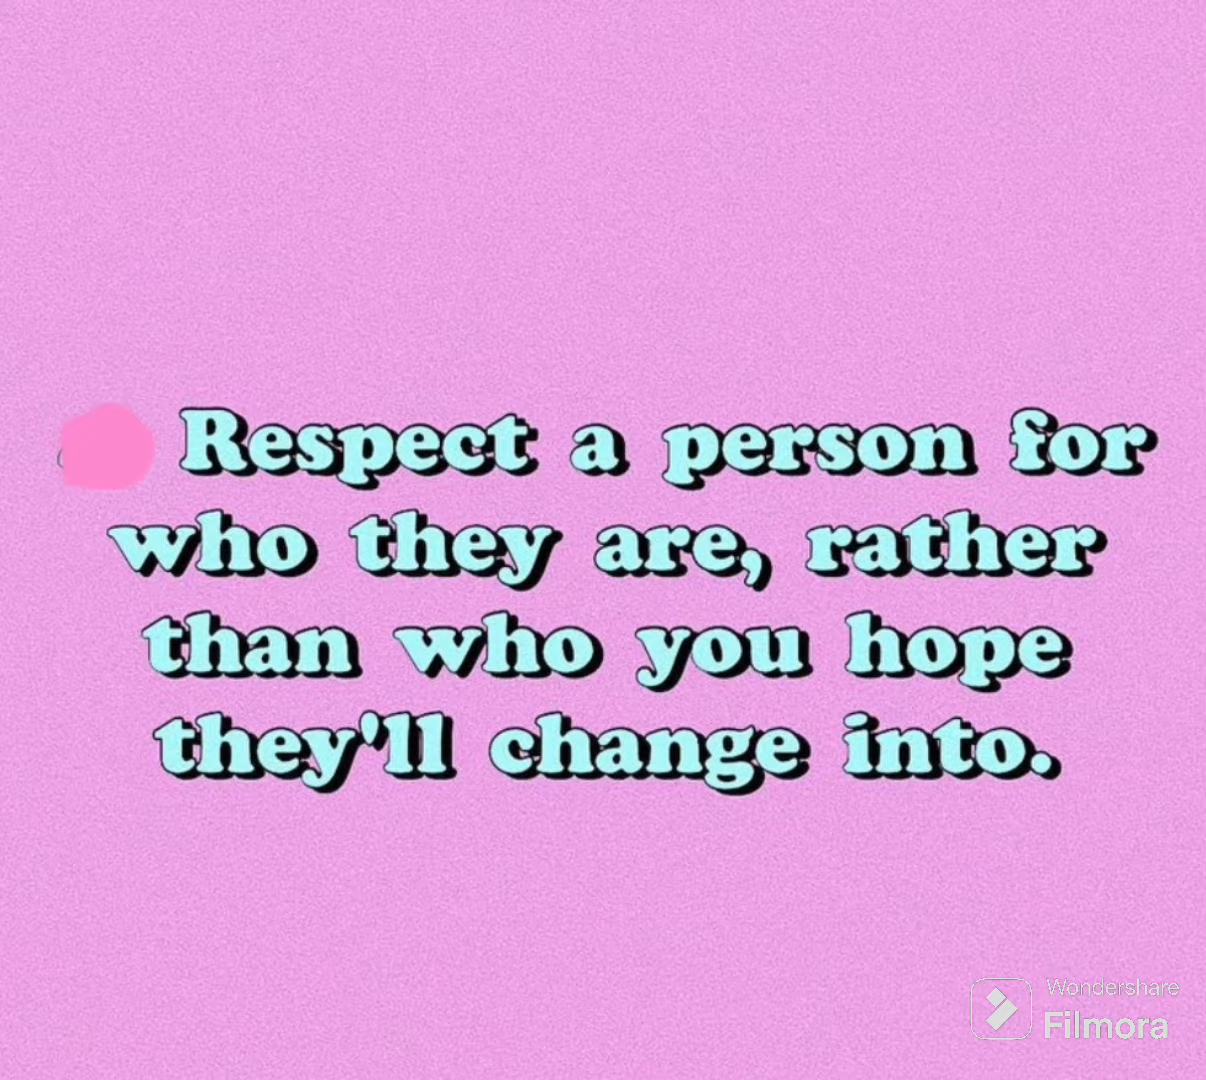 Respect a person for
who they are, rather
than who you hope
they'll change into.
Wondershare
Filmora